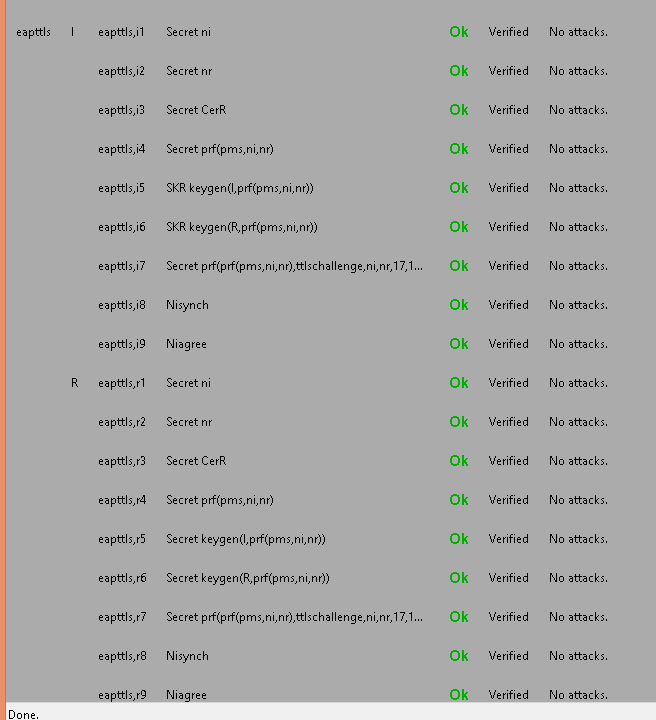 eapttls I eapttls,i1 Secret ni Ok Verified No attacks.
eapttls,i2 Secret nr Ok Verified No attacks.
eapttls,i3 Secret CerR Ok Verified No attacks.
eapttls,i4 Secret prf(pms,ni,nr) Ok Verified No attacks.
eapttls,i5 SKR keygen(I,prf(pms,ni,nr)) Ok Verified No attacks.
eapttls,i6 SKR keygen(R,prf(pms,ni,nr)) Ok Verified No attacks.
eapttls,i7 Secret prf(prf(pms,ni,nr),ttlschallenge,ni,nr,17,1... Ok Verified No attacks.
eapttls,i8 Nisynch Ok Verified No attacks.
eapttls,i9 Niagree Ok Verified No attacks.
R eapttls,r1 Secret ni Ok Verified No attacks.
eapttls,r2 Secret nr Ok Verified No attacks.
eapttls,r3 Secret CerR Ok Verified No attacks.
eapttls,r4 Secret prf(pms,ni,nr) Ok Verified No attacks.
eapttls,r5 Secret keygen(I,prf(pms,ni,nr)) Ok Verified No attacks.
eapttls,r6 Secret keygen(R,prf(pms,ni,nr)) Ok Verified No attacks.
eapttls,r7 Secret prf(prf(pms,ni,nr),ttlschallenge,ni,nr,17,1... Ok Verified No attacks.
eapttls,r8 Nisynch Ok Verified No attacks.
eapttls,r9 Niagree Ok Verified No attacks.
Done.